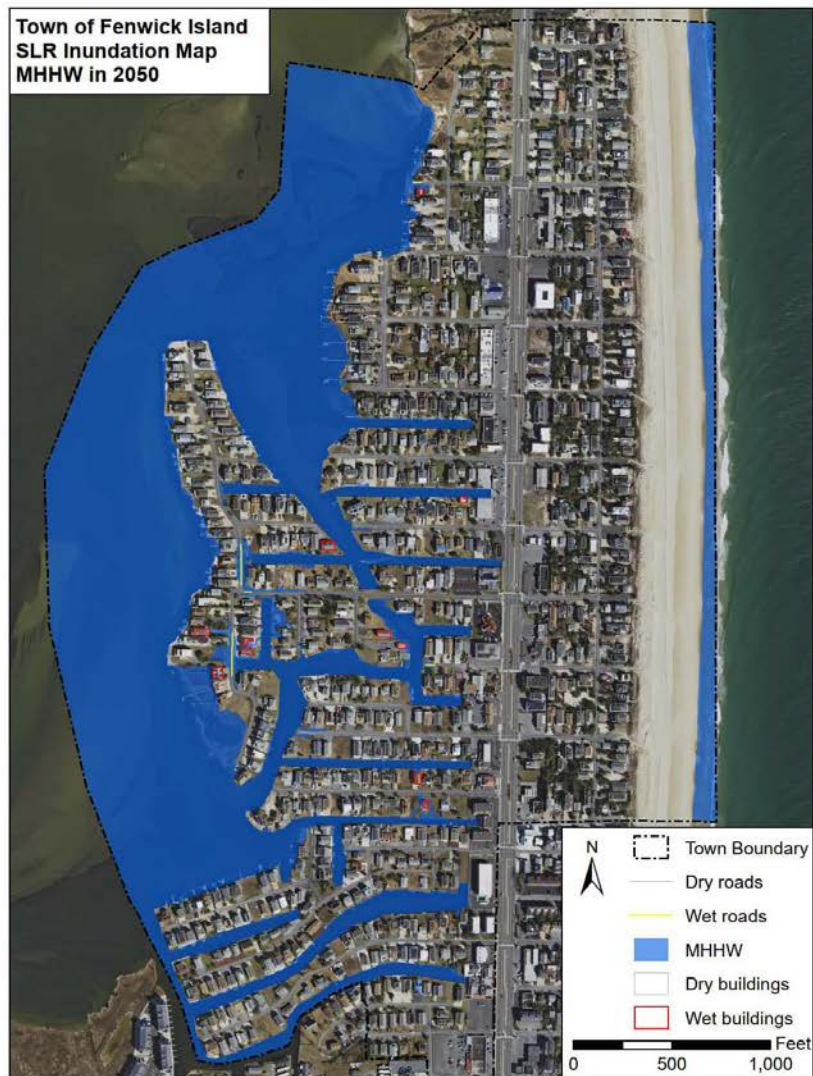 Town of Fenwick Island
SLR Inundation Map
MHHW in 2050
N
Town Boundary
Dry roads
Wet roads
MHHW
Dry buildings
Wet buildings
Feet
0 500 1,000